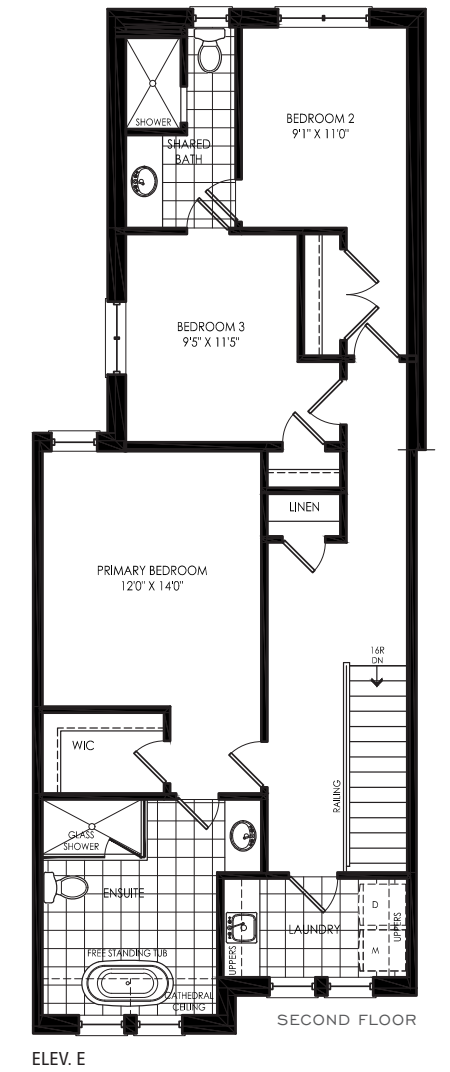 BEDROOM 2
9'1" X 11'0"
SHOWER
SHARED
BATH
BEDROOM 3
9'5" X 11'5"
LINEN
PRIMARY BEDROOM
12'0" X 14'0"
16R
DN
WIC
RAILING
GLASS
SHOWER
ENSUITE
LAUNDRY
D
UPPERS
M
UPPERS
FREE STANDING TUB
CATHEDRAL
CEILING
SECOND FLOOR
ELEV. E